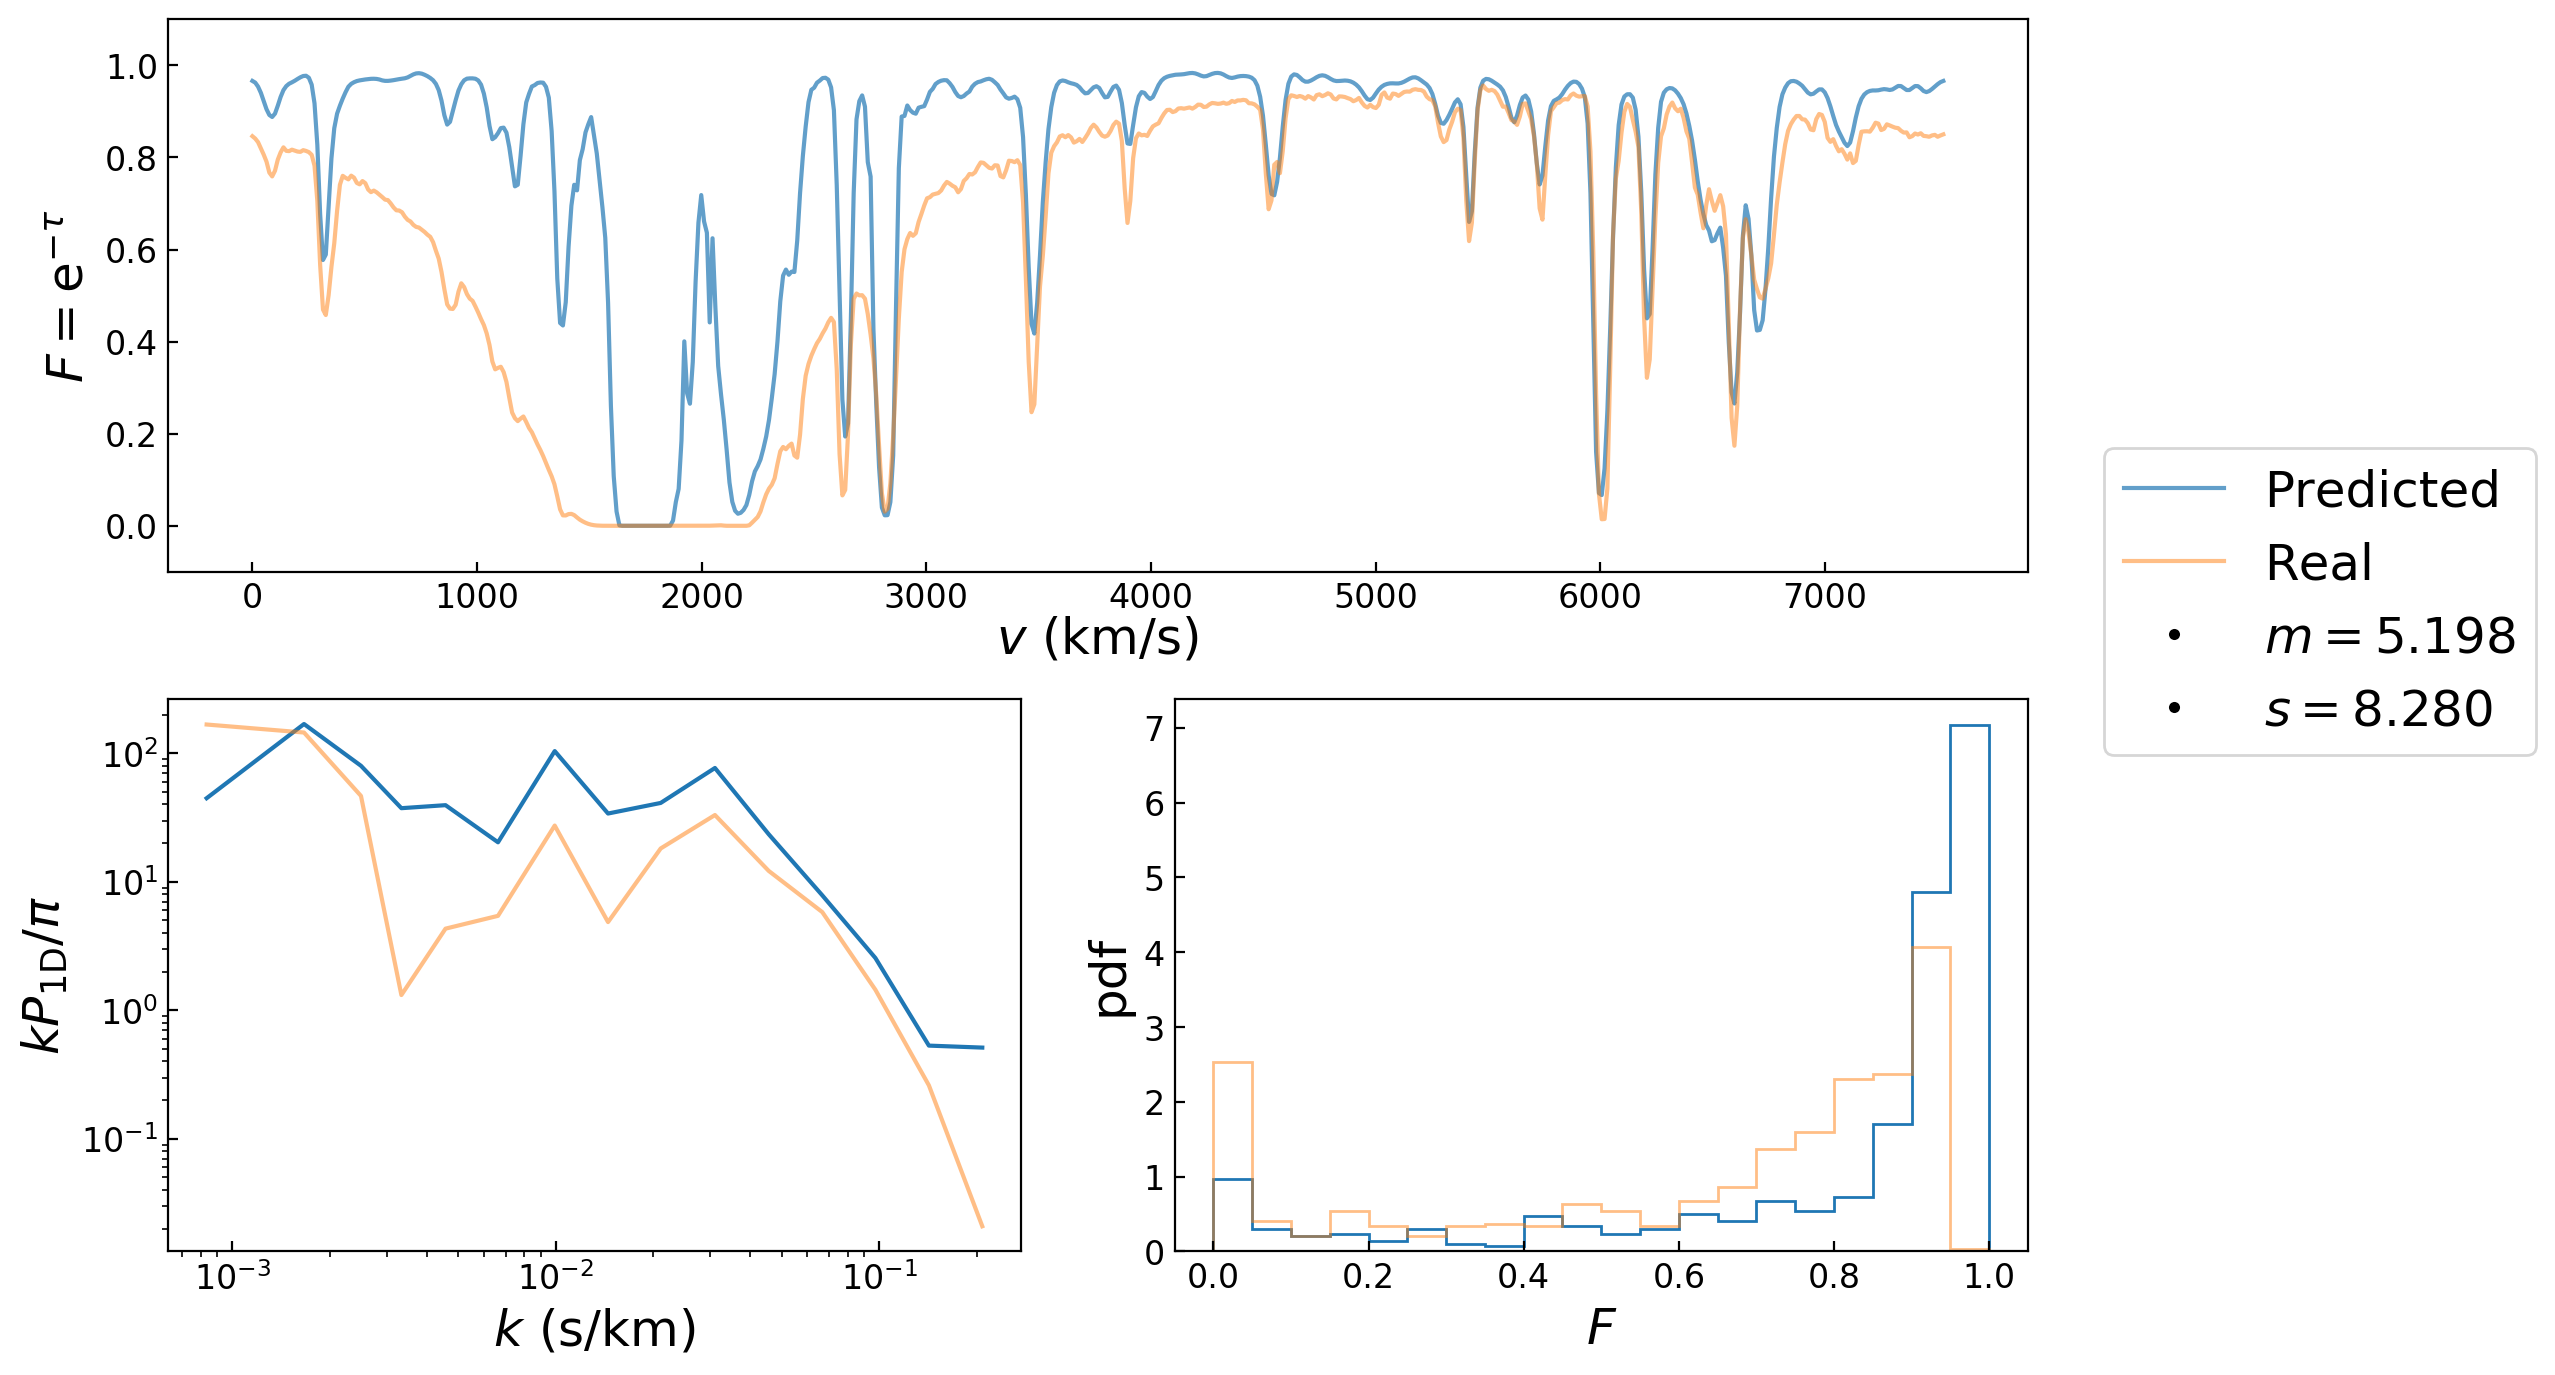 F = e^{−τ}
1.0
0.8
0.6
0.4
0.2
0.0
0 1000 2000 3000 4000 5000 6000 7000
v (km/s)
Predicted
Real
m = 5.198
s = 8.280
kP_{1D}/π
10^2
10^1
10^0
10^{−1}
10^{−3} 10^{−2} 10^{−1}
k (s/km)
pdf
7
6
5
4
3
2
1
0
0.0 0.2 0.4 0.6 0.8 1.0
F